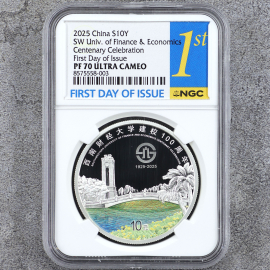 2025 China S10Y
SW Univ. of Finance & Economics
Centenary Celebration
First Day of Issue
PF 70 ULTRA CAMEO
8575558-003
1st
FIRST DAY OF ISSUE
NGC
西南财经大学建校100周年
1925-2025
10元